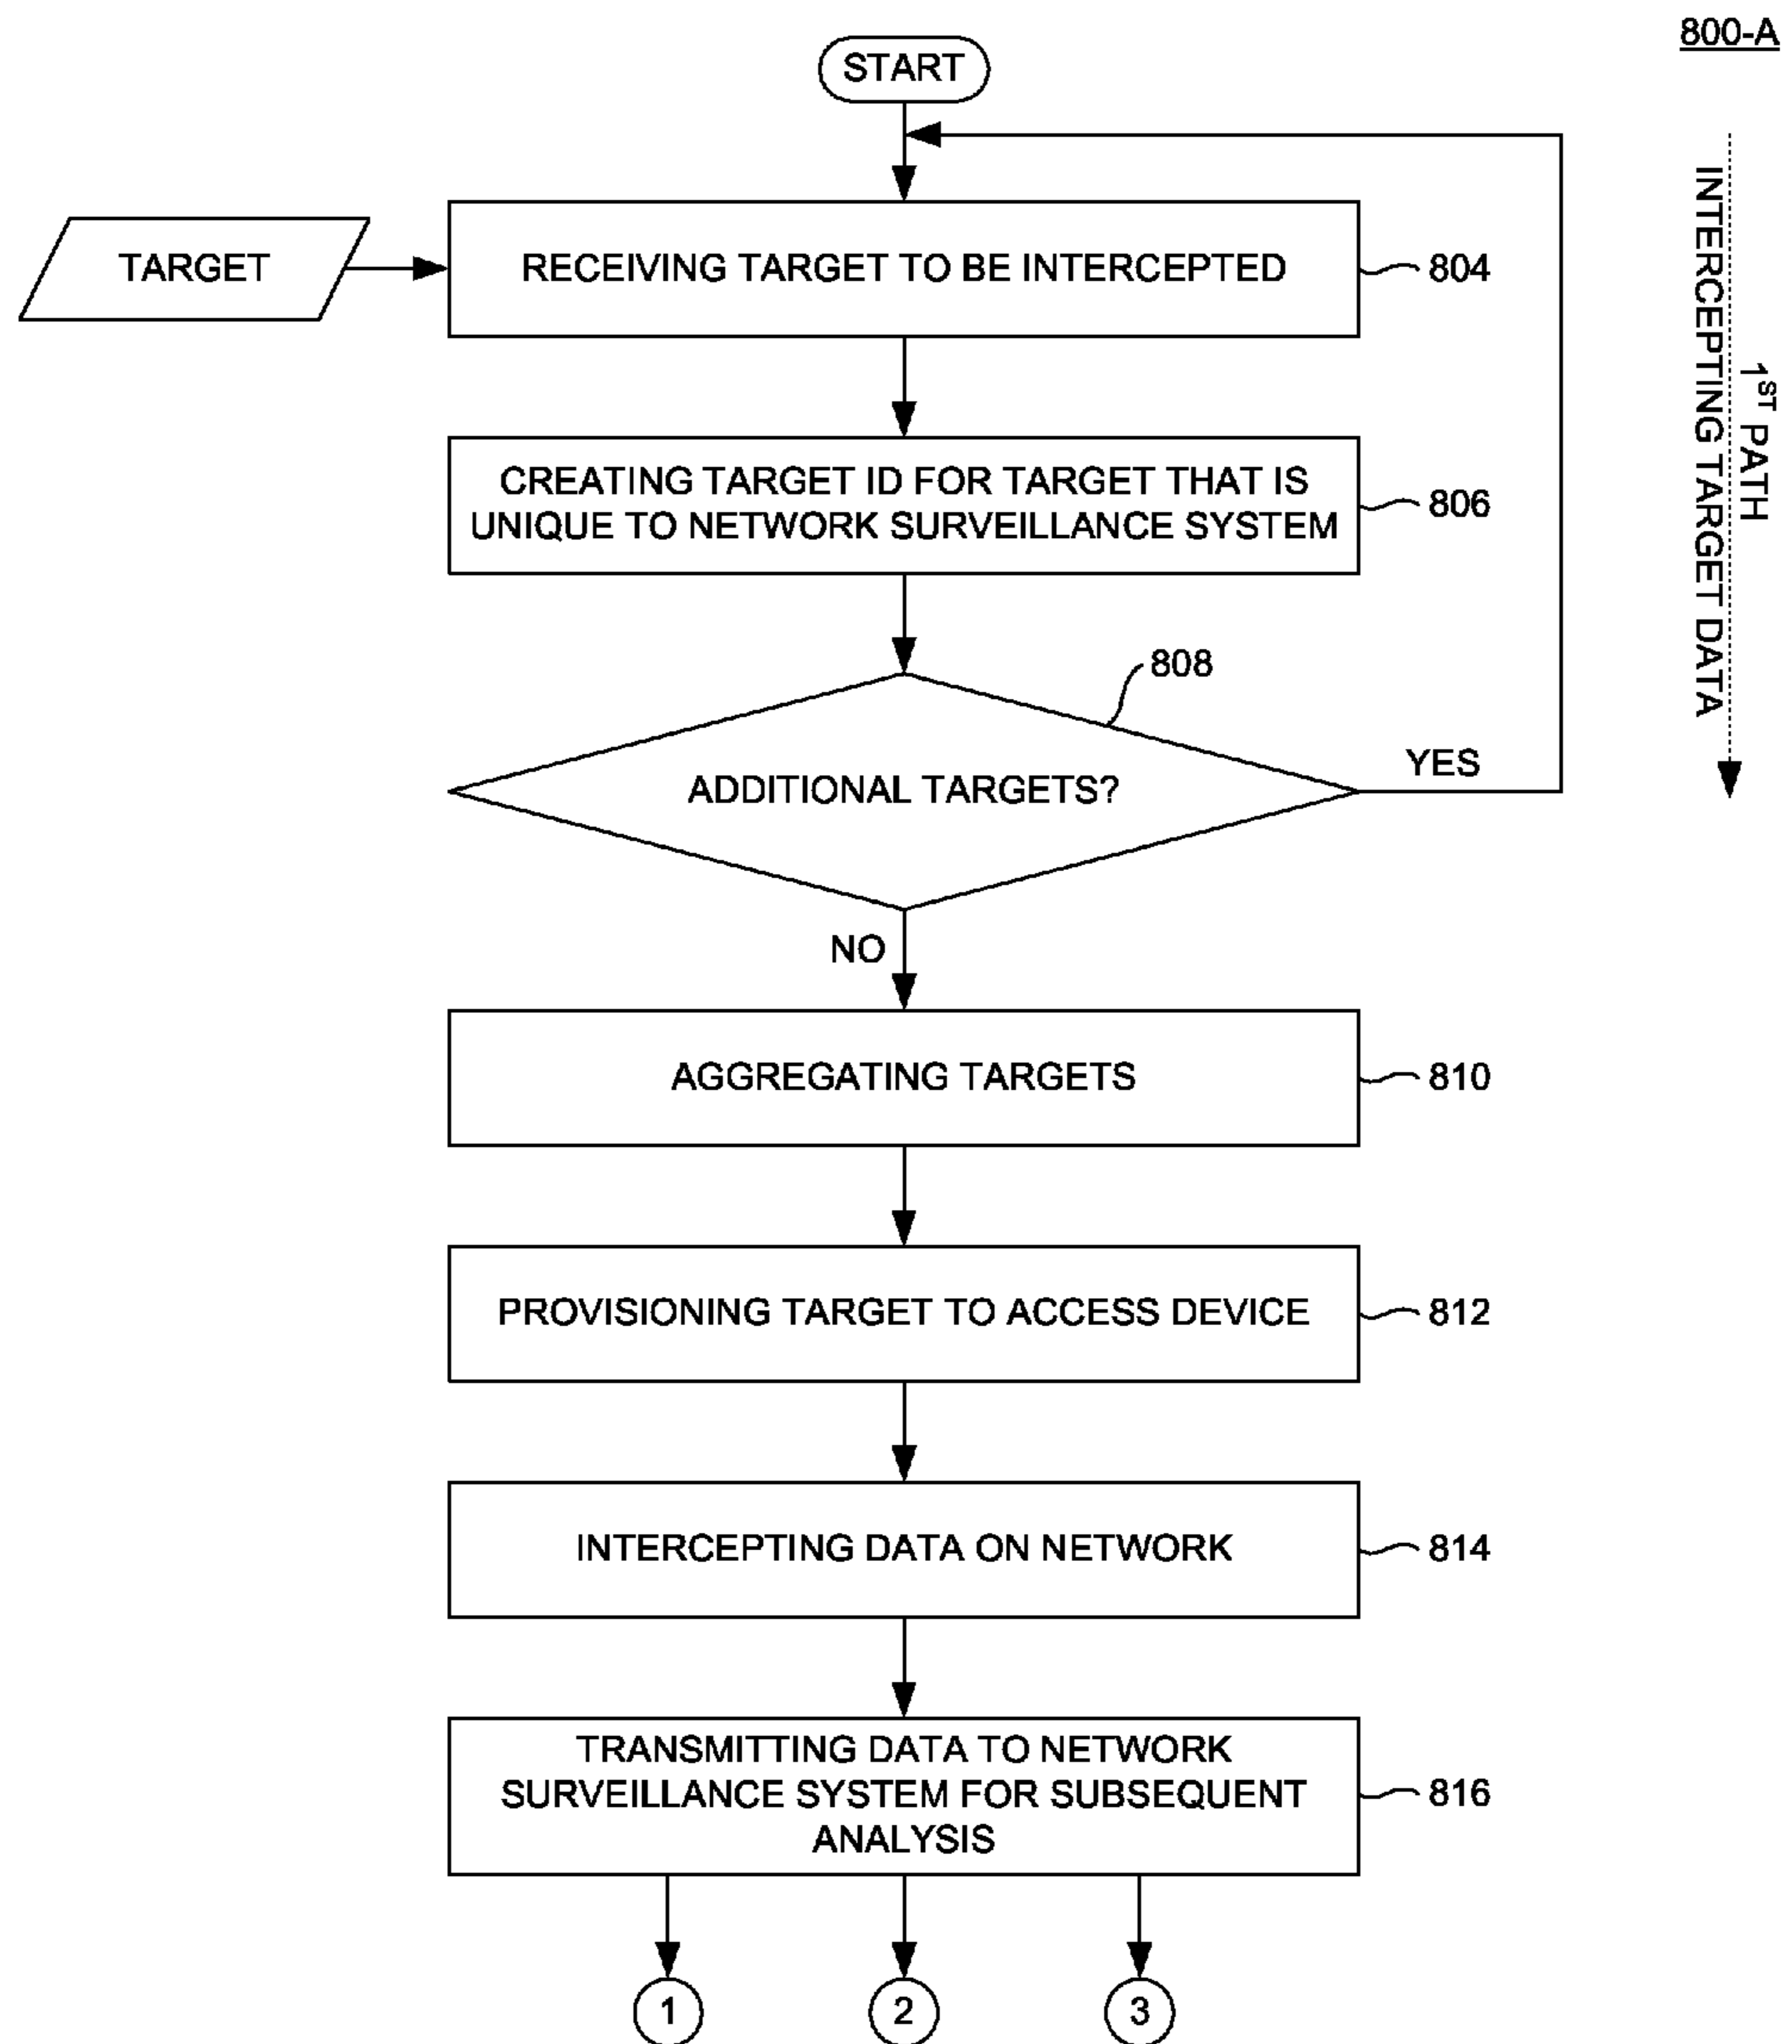 800-A
START
TARGET
RECEIVING TARGET TO BE INTERCEPTED
804
CREATING TARGET ID FOR TARGET THAT IS
UNIQUE TO NETWORK SURVEILLANCE SYSTEM
806
808
ADDITIONAL TARGETS?
YES
NO
AGGREGATING TARGETS
810
PROVISIONING TARGET TO ACCESS DEVICE
812
INTERCEPTING DATA ON NETWORK
814
TRANSMITTING DATA TO NETWORK
SURVEILLANCE SYSTEM FOR SUBSEQUENT
ANALYSIS
816
1
2
3
1ST PATH
INTERCEPTING TARGET DATA